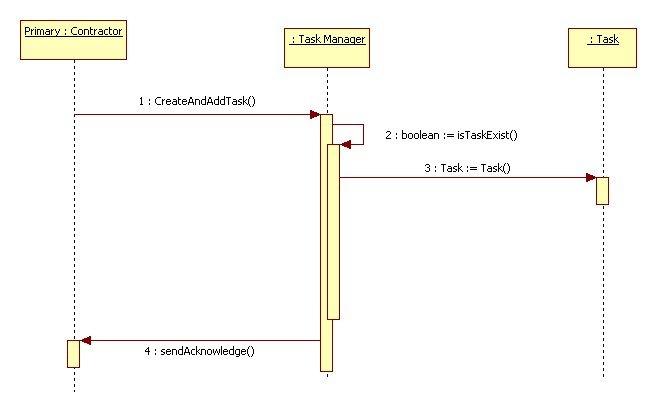 Primary : Contractor
: Task Manager
: Task
1 : CreateAndAddTask()
2 : boolean := isTaskExist()
3 : Task := Task()
4 : sendAcknowledge()